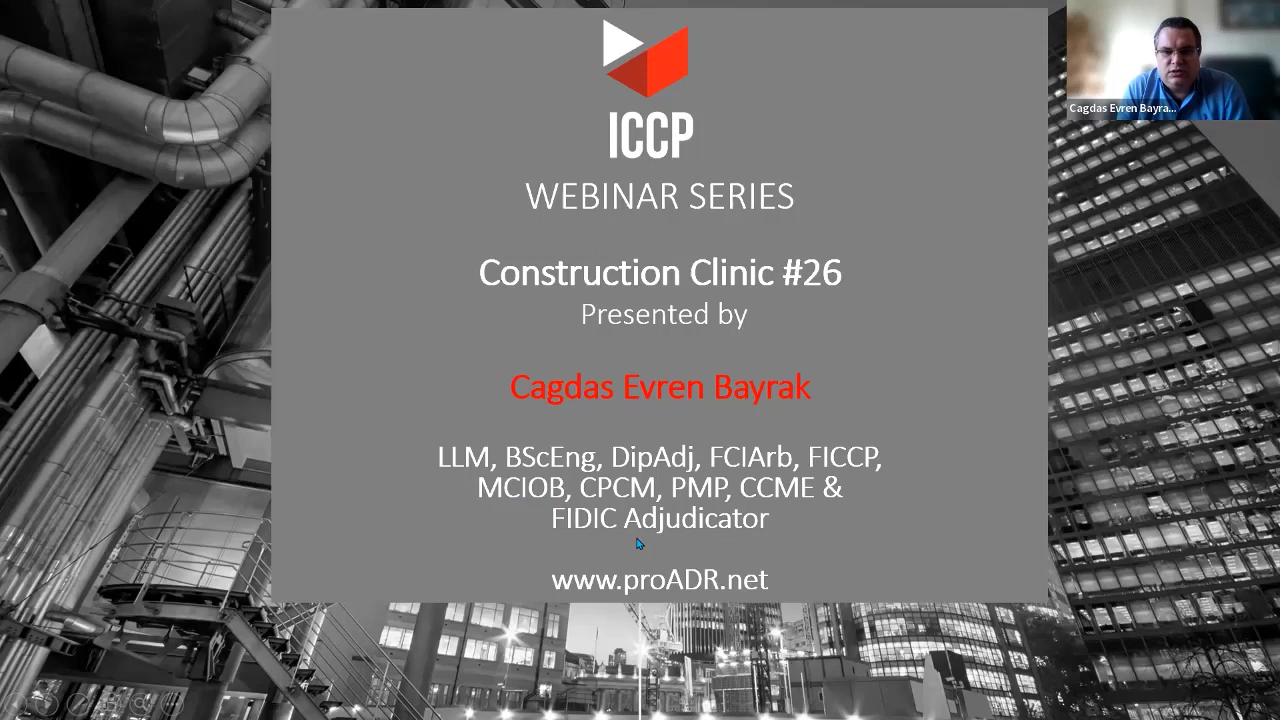 ICCP
WEBINAR SERIES
Construction Clinic #26
Presented by
Cagdas Evren Bayrak
LLM, BScEng, DipAdj, FCIArb, FICCP,
MCIOB, CPCM, PMP, CCME &
FIDIC Adjudicator
www.proADR.net
Cagdas Evren Bayra...